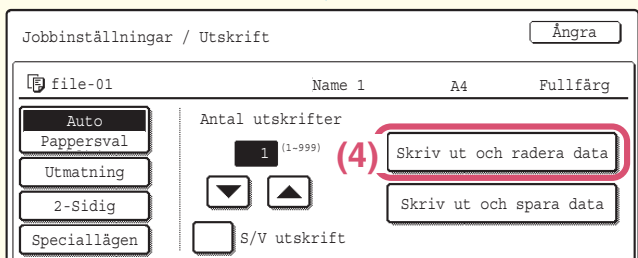 Jobbinställningar / Utskrift
Ångra
file-01 Name 1 A4 Fullfärg
Auto
Pappersval
Utmatning
2-Sidig
Speciallägen
Antal utskrifter
1 (1-999)
S/V utskrift
(4)
Skriv ut och radera data
Skriv ut och spara data